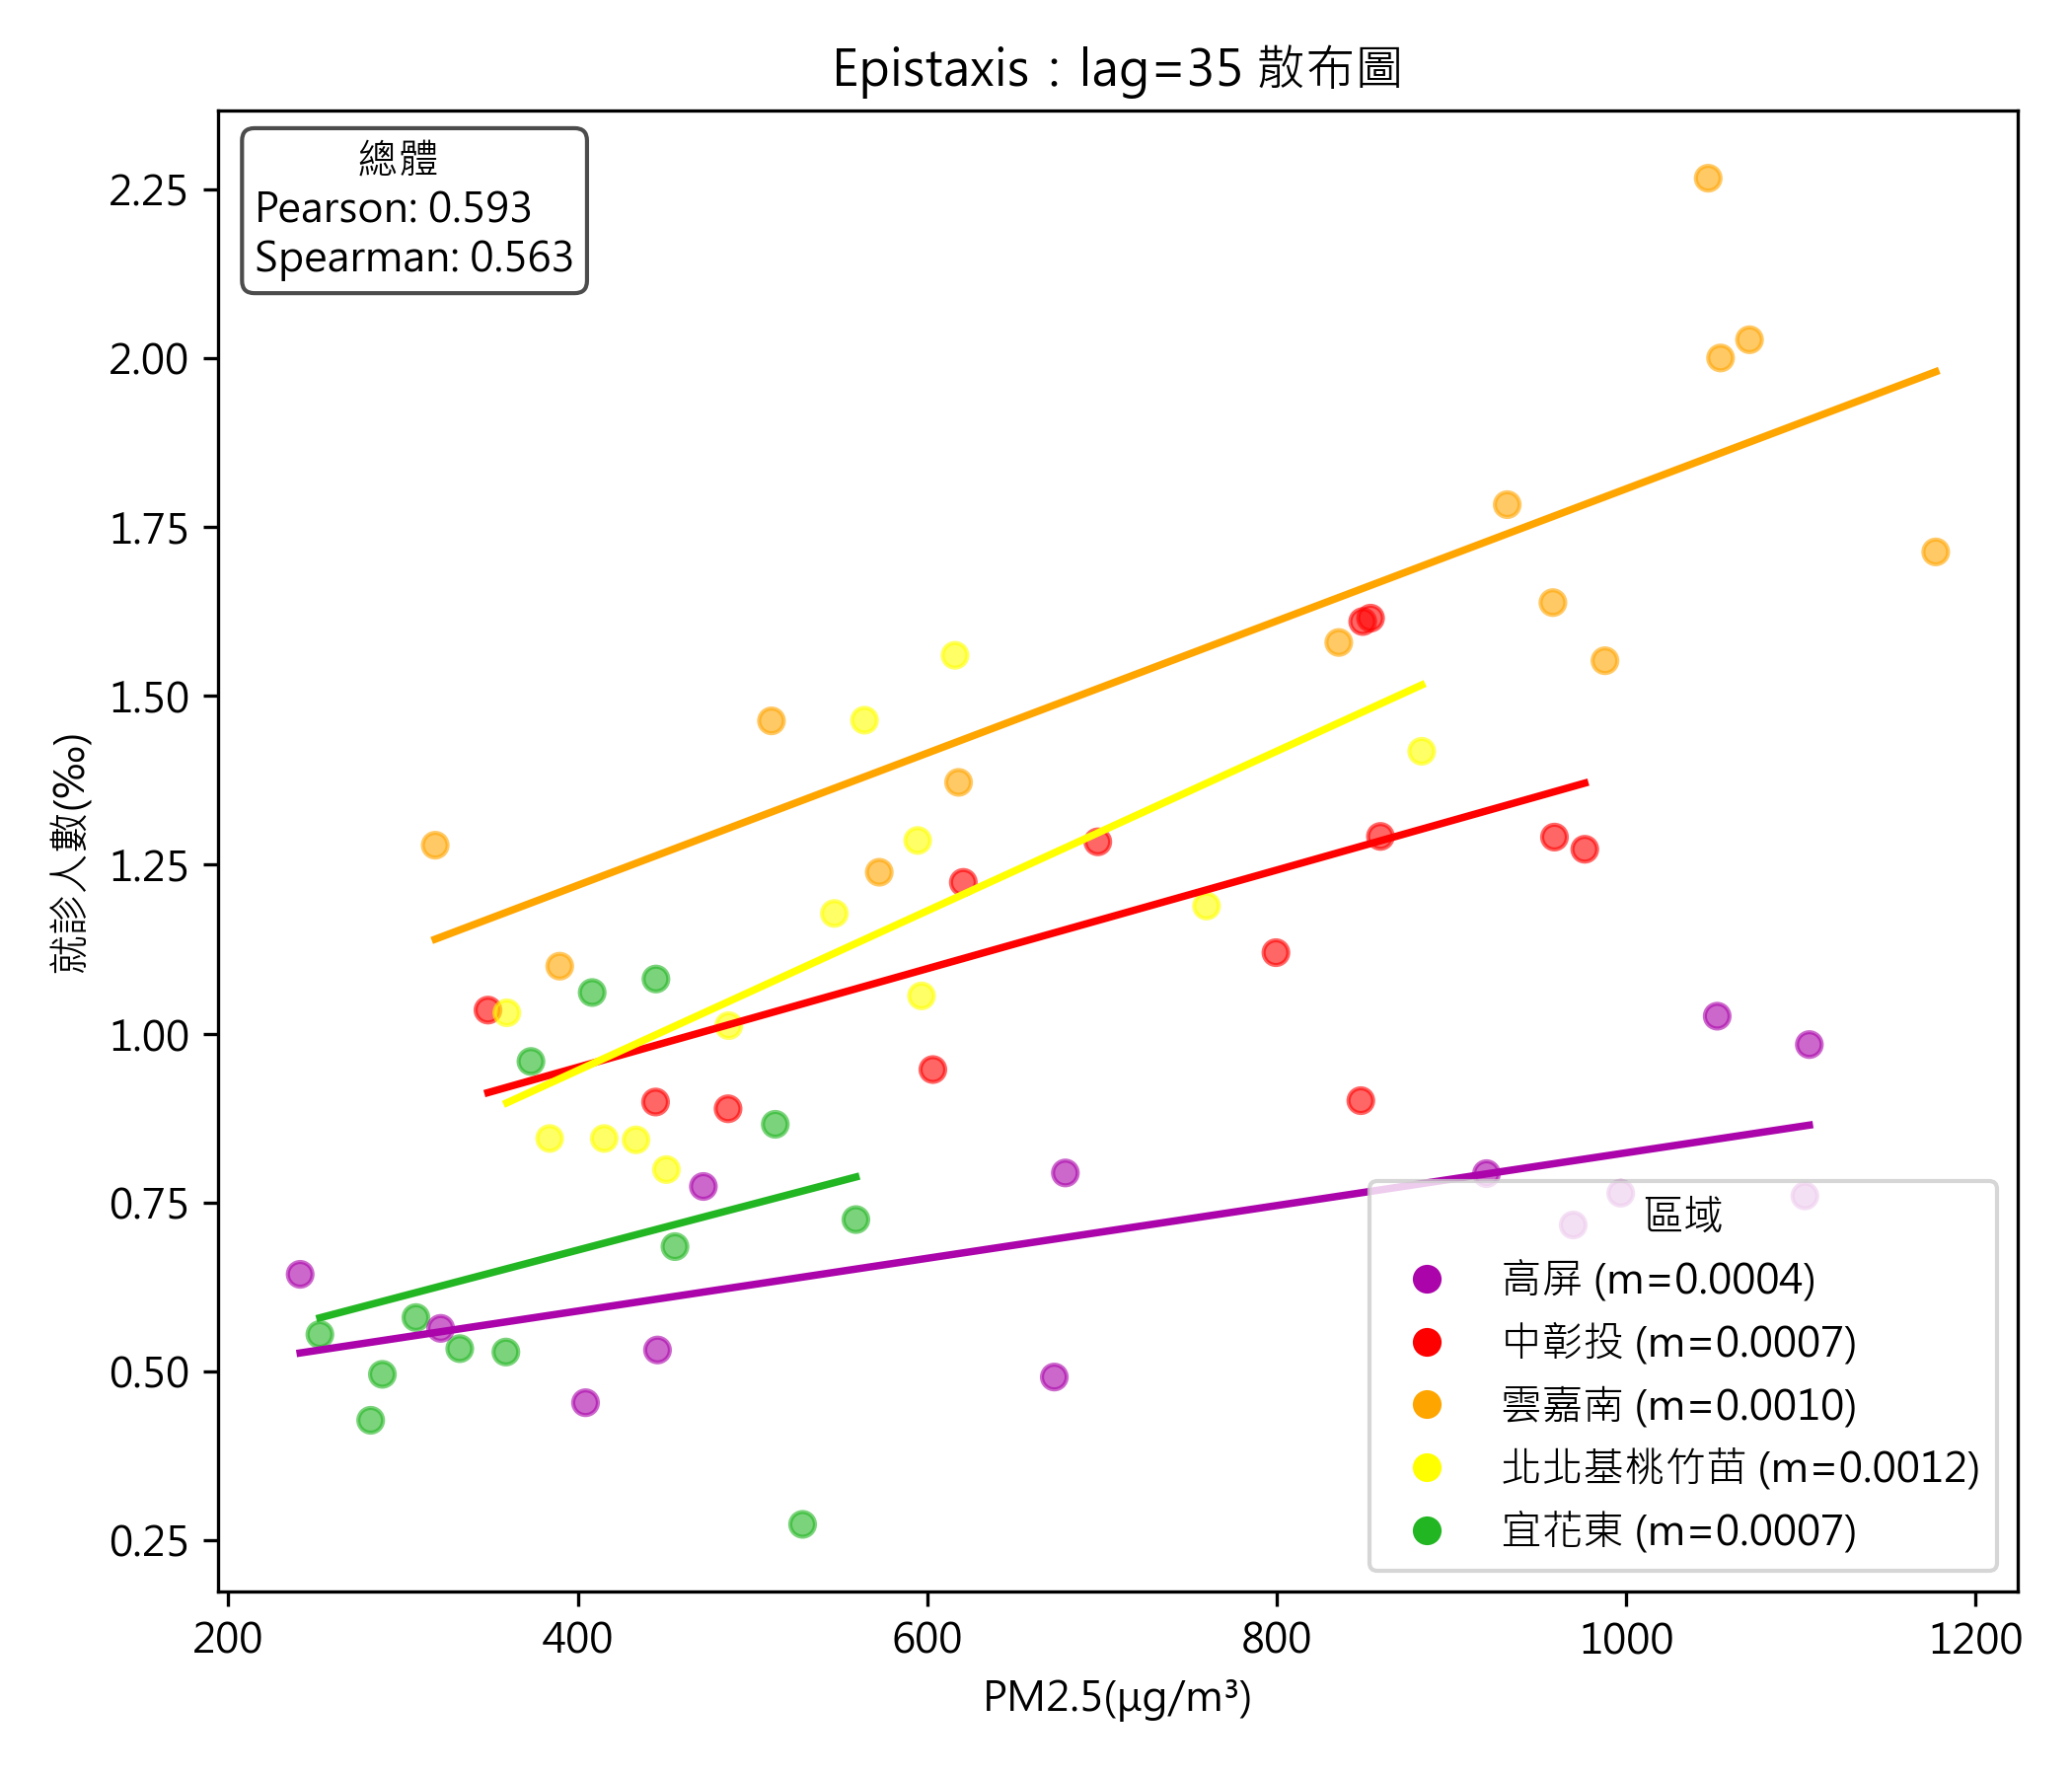 Epistaxis：lag=35 散布圖
總體
Pearson: 0.593
Spearman: 0.563
就診人數(‰)
2.25
2.00
1.75
1.50
1.25
1.00
0.75
0.50
0.25
區域
高屏 (m=0.0004)
中彰投 (m=0.0007)
雲嘉南 (m=0.0010)
北北基桃竹苗 (m=0.0012)
宜花東 (m=0.0007)
200 400 600 800 1000 1200
PM2.5(μg/m³)